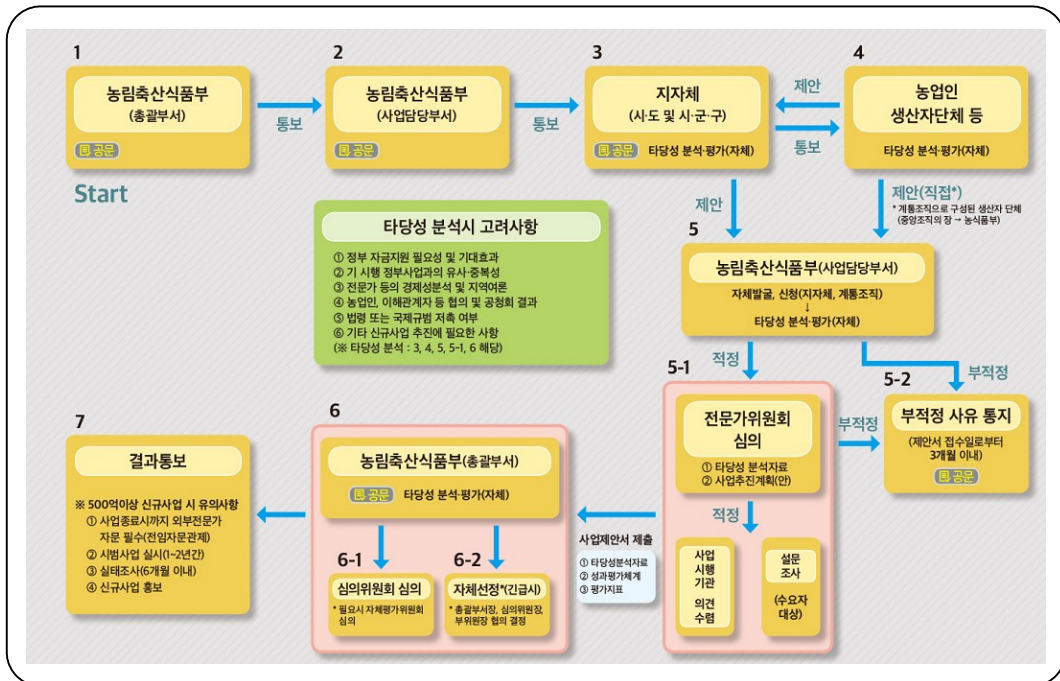 1
농림축산식품부
(총괄부서)
공문
Start
통보
2
농림축산식품부
(사업담당부서)
공문
통보
3
지자체
(시·도 및 시·군·구)
공문 타당성 분석·평가(자체)
제안
통보
4
농업인
생산자단체 등
타당성 분석·평가(자체)
제안
제안(직접*)
* 계통조직으로 구성된 생산자 단체
(중앙조직의 장 → 농식품부)
타당성 분석시 고려사항
① 정부 자금지원 필요성 및 기대효과
② 기 시행 정부사업과의 유사·중복성
③ 전문가 등의 경제성분석 및 지역여론
④ 농업인, 이해관계자 등 협의 및 공청회 결과
⑤ 법령 또는 국제규범 저촉 여부
⑥ 기타 신규사업 추진에 필요한 사항
(※ 타당성 분석 : 3, 4, 5, 5-1, 6 해당)
5
농림축산식품부(사업담당부서)
자체발굴, 신청(지자체, 계통조직)
↓
타당성 분석·평가(자체)
적정
부적정
5-1
전문가위원회
심의
① 타당성 분석자료
② 사업추진계획(안)
적정
사업
시행
기관
의견
수렴
설문
조사
(수요자
대상)
부적정
5-2
부적정 사유 통지
(제안서 접수일로부터
3개월 이내)
공문
사업제안서 제출
① 타당성분석자료
② 성과평가체계
③ 평가지표
6
농림축산식품부(총괄부서)
공문 타당성 분석·평가(자체)
6-1
심의위원회 심의
* 필요시 자체평가위원회
심의
6-2
자체선정*(긴급시)
* 총괄부서장, 심의위원장,
부위원장 협의 결정
7
결과통보
※ 500억이상 신규사업 시 유의사항
① 사업종료시까지 외부전문가
자문 필수(전임자문관제)
② 시범사업 실시(1~2년간)
③ 실태조사(6개월 이내)
④ 신규사업 홍보